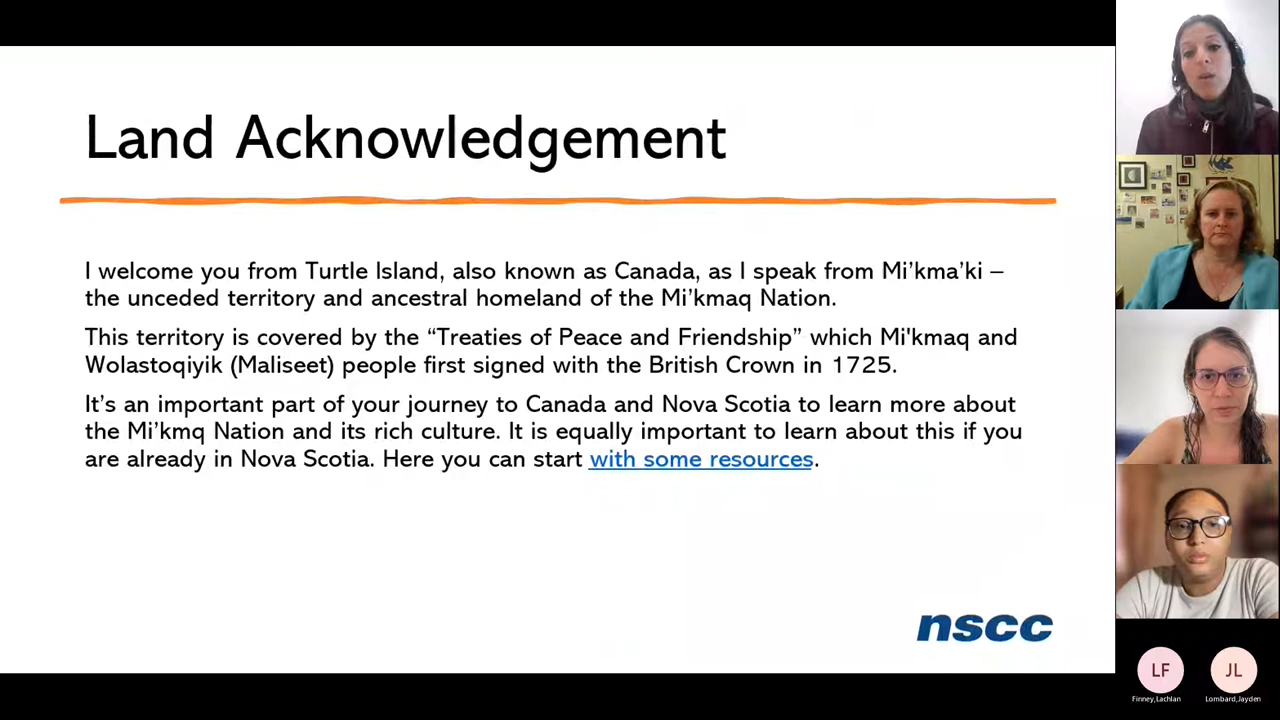 Land Acknowledgement
I welcome you from Turtle Island, also known as Canada, as I speak from Mi’kma’ki –
the unceded territory and ancestral homeland of the Mi’kmaq Nation.
This territory is covered by the “Treaties of Peace and Friendship” which Mi'kmaq and
Wolastoqiyik (Maliseet) people first signed with the British Crown in 1725.
It’s an important part of your journey to Canada and Nova Scotia to learn more about
the Mi’kmq Nation and its rich culture. It is equally important to learn about this if you
are already in Nova Scotia. Here you can start with some resources.
nscc
LF
JL
Finney,Lachlan
Lombard,Jayden